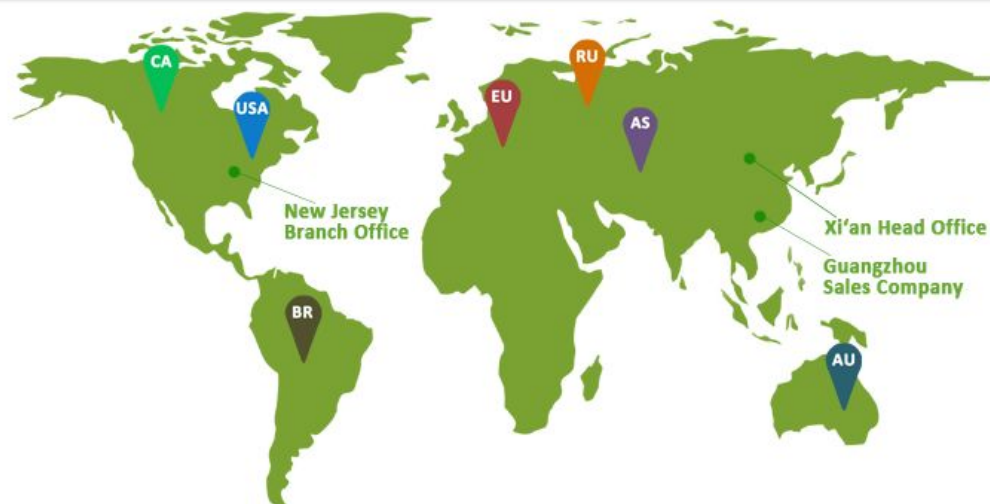 CA
RU
EU
USA
AS
New Jersey
Branch Office
Xi‘an Head Office
Guangzhou
Sales Company
BR
AU